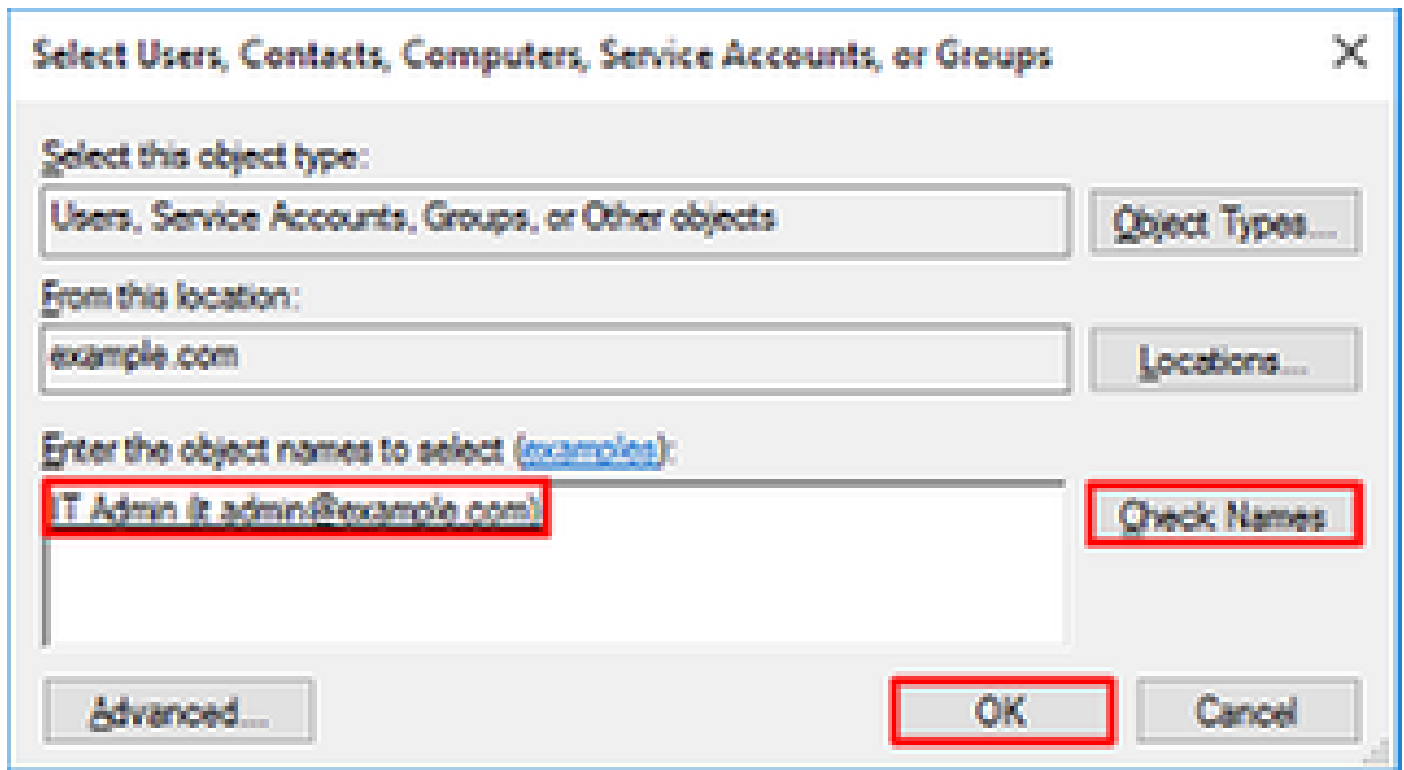 Select Users, Contacts, Computers, Service Accounts, or Groups
Select this object type:
Users, Service Accounts, Groups, or Other objects
Object Types...
From this location:
example.com
Locations...
Enter the object names to select (examples):
IT Admin (it.admin@example.com)
Check Names
Advanced...
OK
Cancel